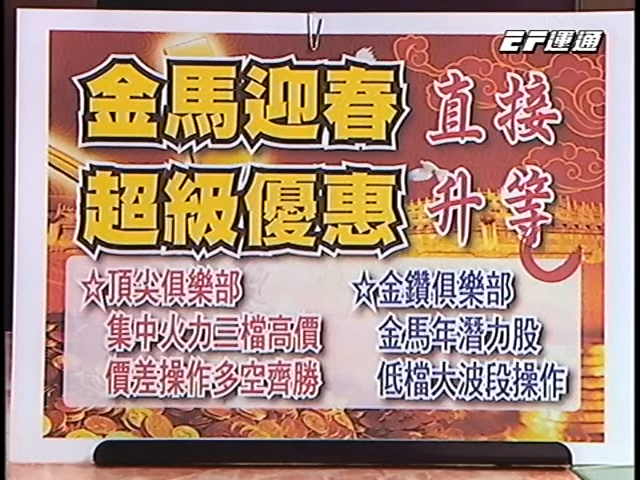 EF運通
金馬迎春 直接
超級優惠 升等
☆頂尖俱樂部
集中火力三檔高價
價差操作多空齊勝
☆金鑽俱樂部
金馬年潛力股
低檔大波段操作